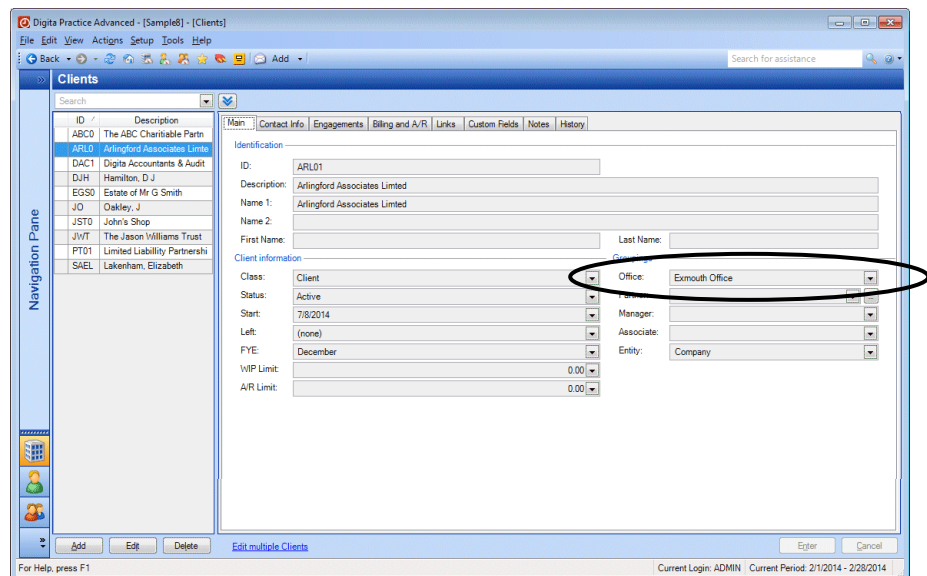 Digita Practice Advanced - [Sample8] - [Clients]
File Edit View Actions Setup Tools Help
Back Add Search for assistance
Clients
Search
ID Description
ABC0 The ABC Charitiable Partn
ARL0 Arlingford Associates Limte
DAC1 Digita Accountants & Audit
DJH Hamilton, D J
EGS0 Estate of Mr G Smith
JO Oakley, J
JST0 John's Shop
JWT The Jason Williams Trust
PT01 Limited Liabillity Partnershi
SAEL Lakenham, Elizabeth
Navigation Pane
Main Contact Info Engagements Billing and A/R Links Custom Fields Notes History
Identification
ID: ARL01
Description: Arlingford Associates Limted
Name 1: Arlingford Associates Limted
Name 2:
First Name: Last Name:
Client information Groupings
Class: Client Office: Exmouth Office
Status: Active
Start: 7/8/2014 Manager:
Left: (none) Associate:
FYE: December Entity: Company
WIP Limit: 0.00
A/R Limit: 0.00
Add Edit Delete Edit multiple Clients Enter Cancel
For Help, press F1 Current Login: ADMIN Current Period: 2/1/2014 - 2/28/2014